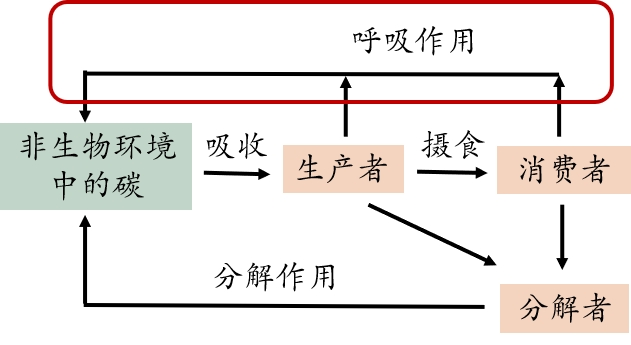 呼吸作用
非生物环境
中的碳
吸收
生产者
摄食
消费者
分解作用
分解者